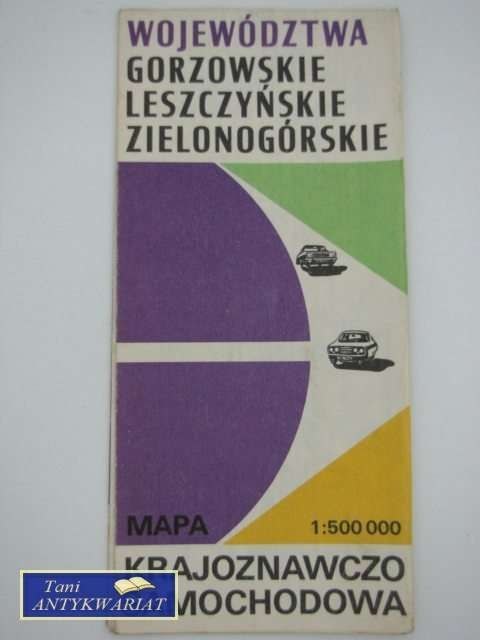 WOJEWÓDZTWA
GORZOWSKIE
LESZCZYŃSKIE
ZIELONOGÓRSKIE
MAPA 1:500 000
KRAJOZNAWCZO
MOCHODOWA
Tani
ANTYKWARIAT